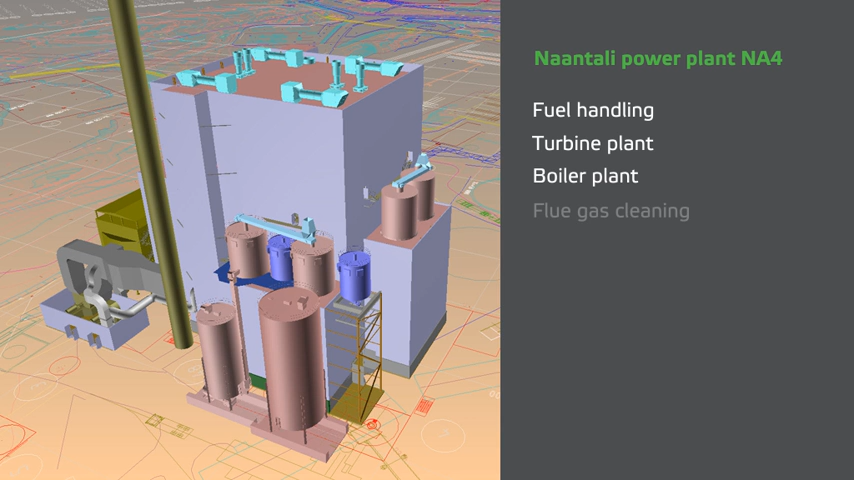 Naantali power plant NA4
Fuel handling
Turbine plant
Boiler plant
Flue gas cleaning